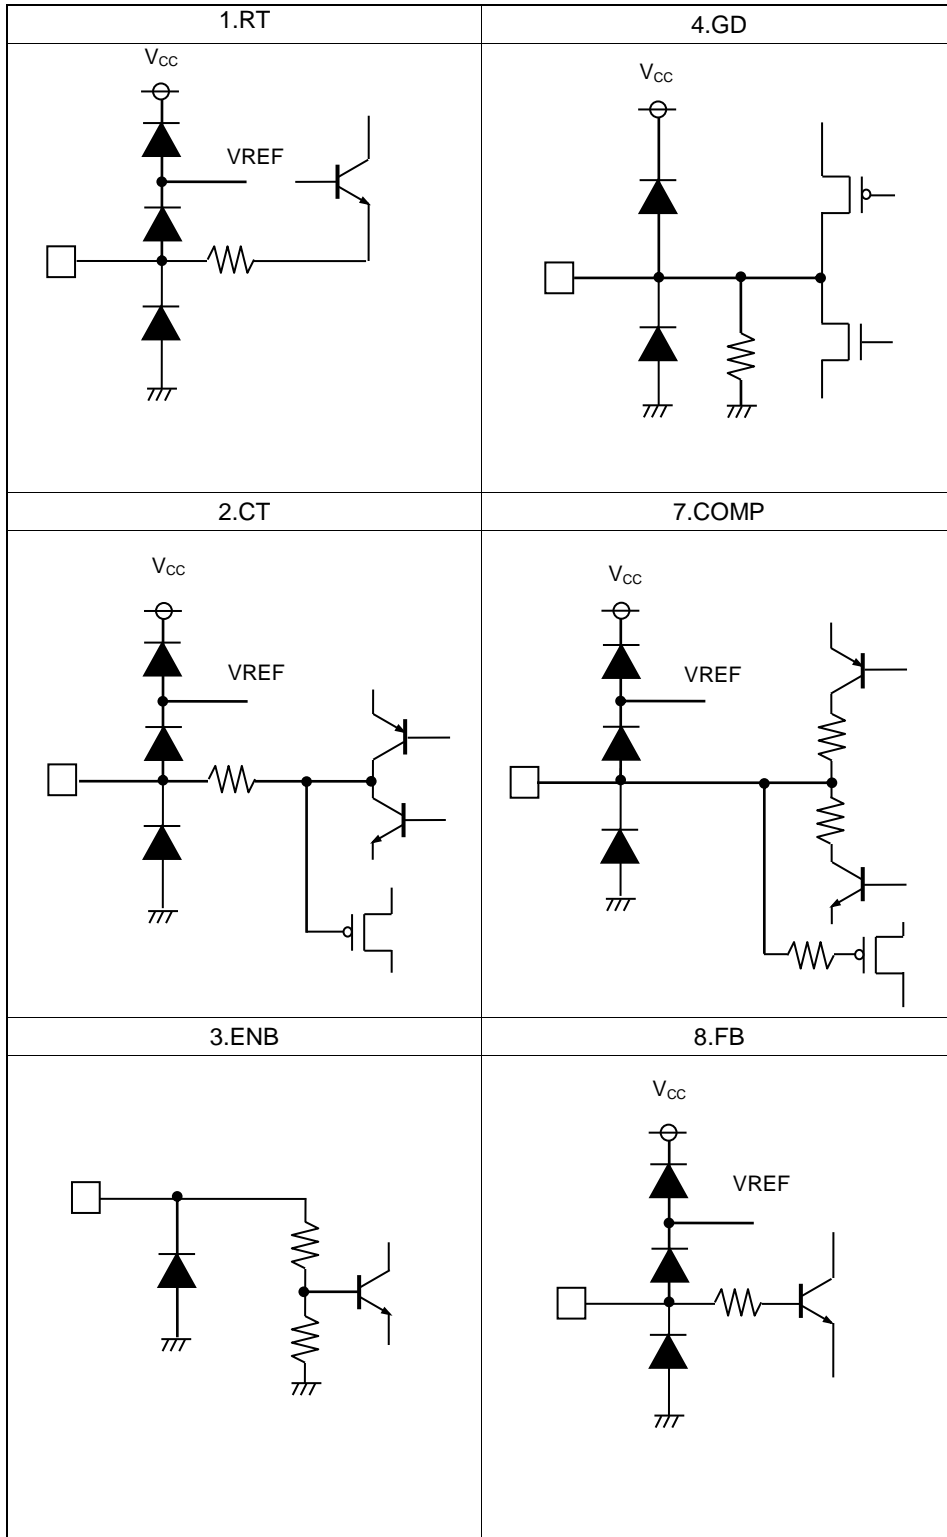 1.RT
4.GD
VCC
VREF
VCC
2.CT
7.COMP
VCC
VREF
VCC
VREF
3.ENB
8.FB
VCC
VREF